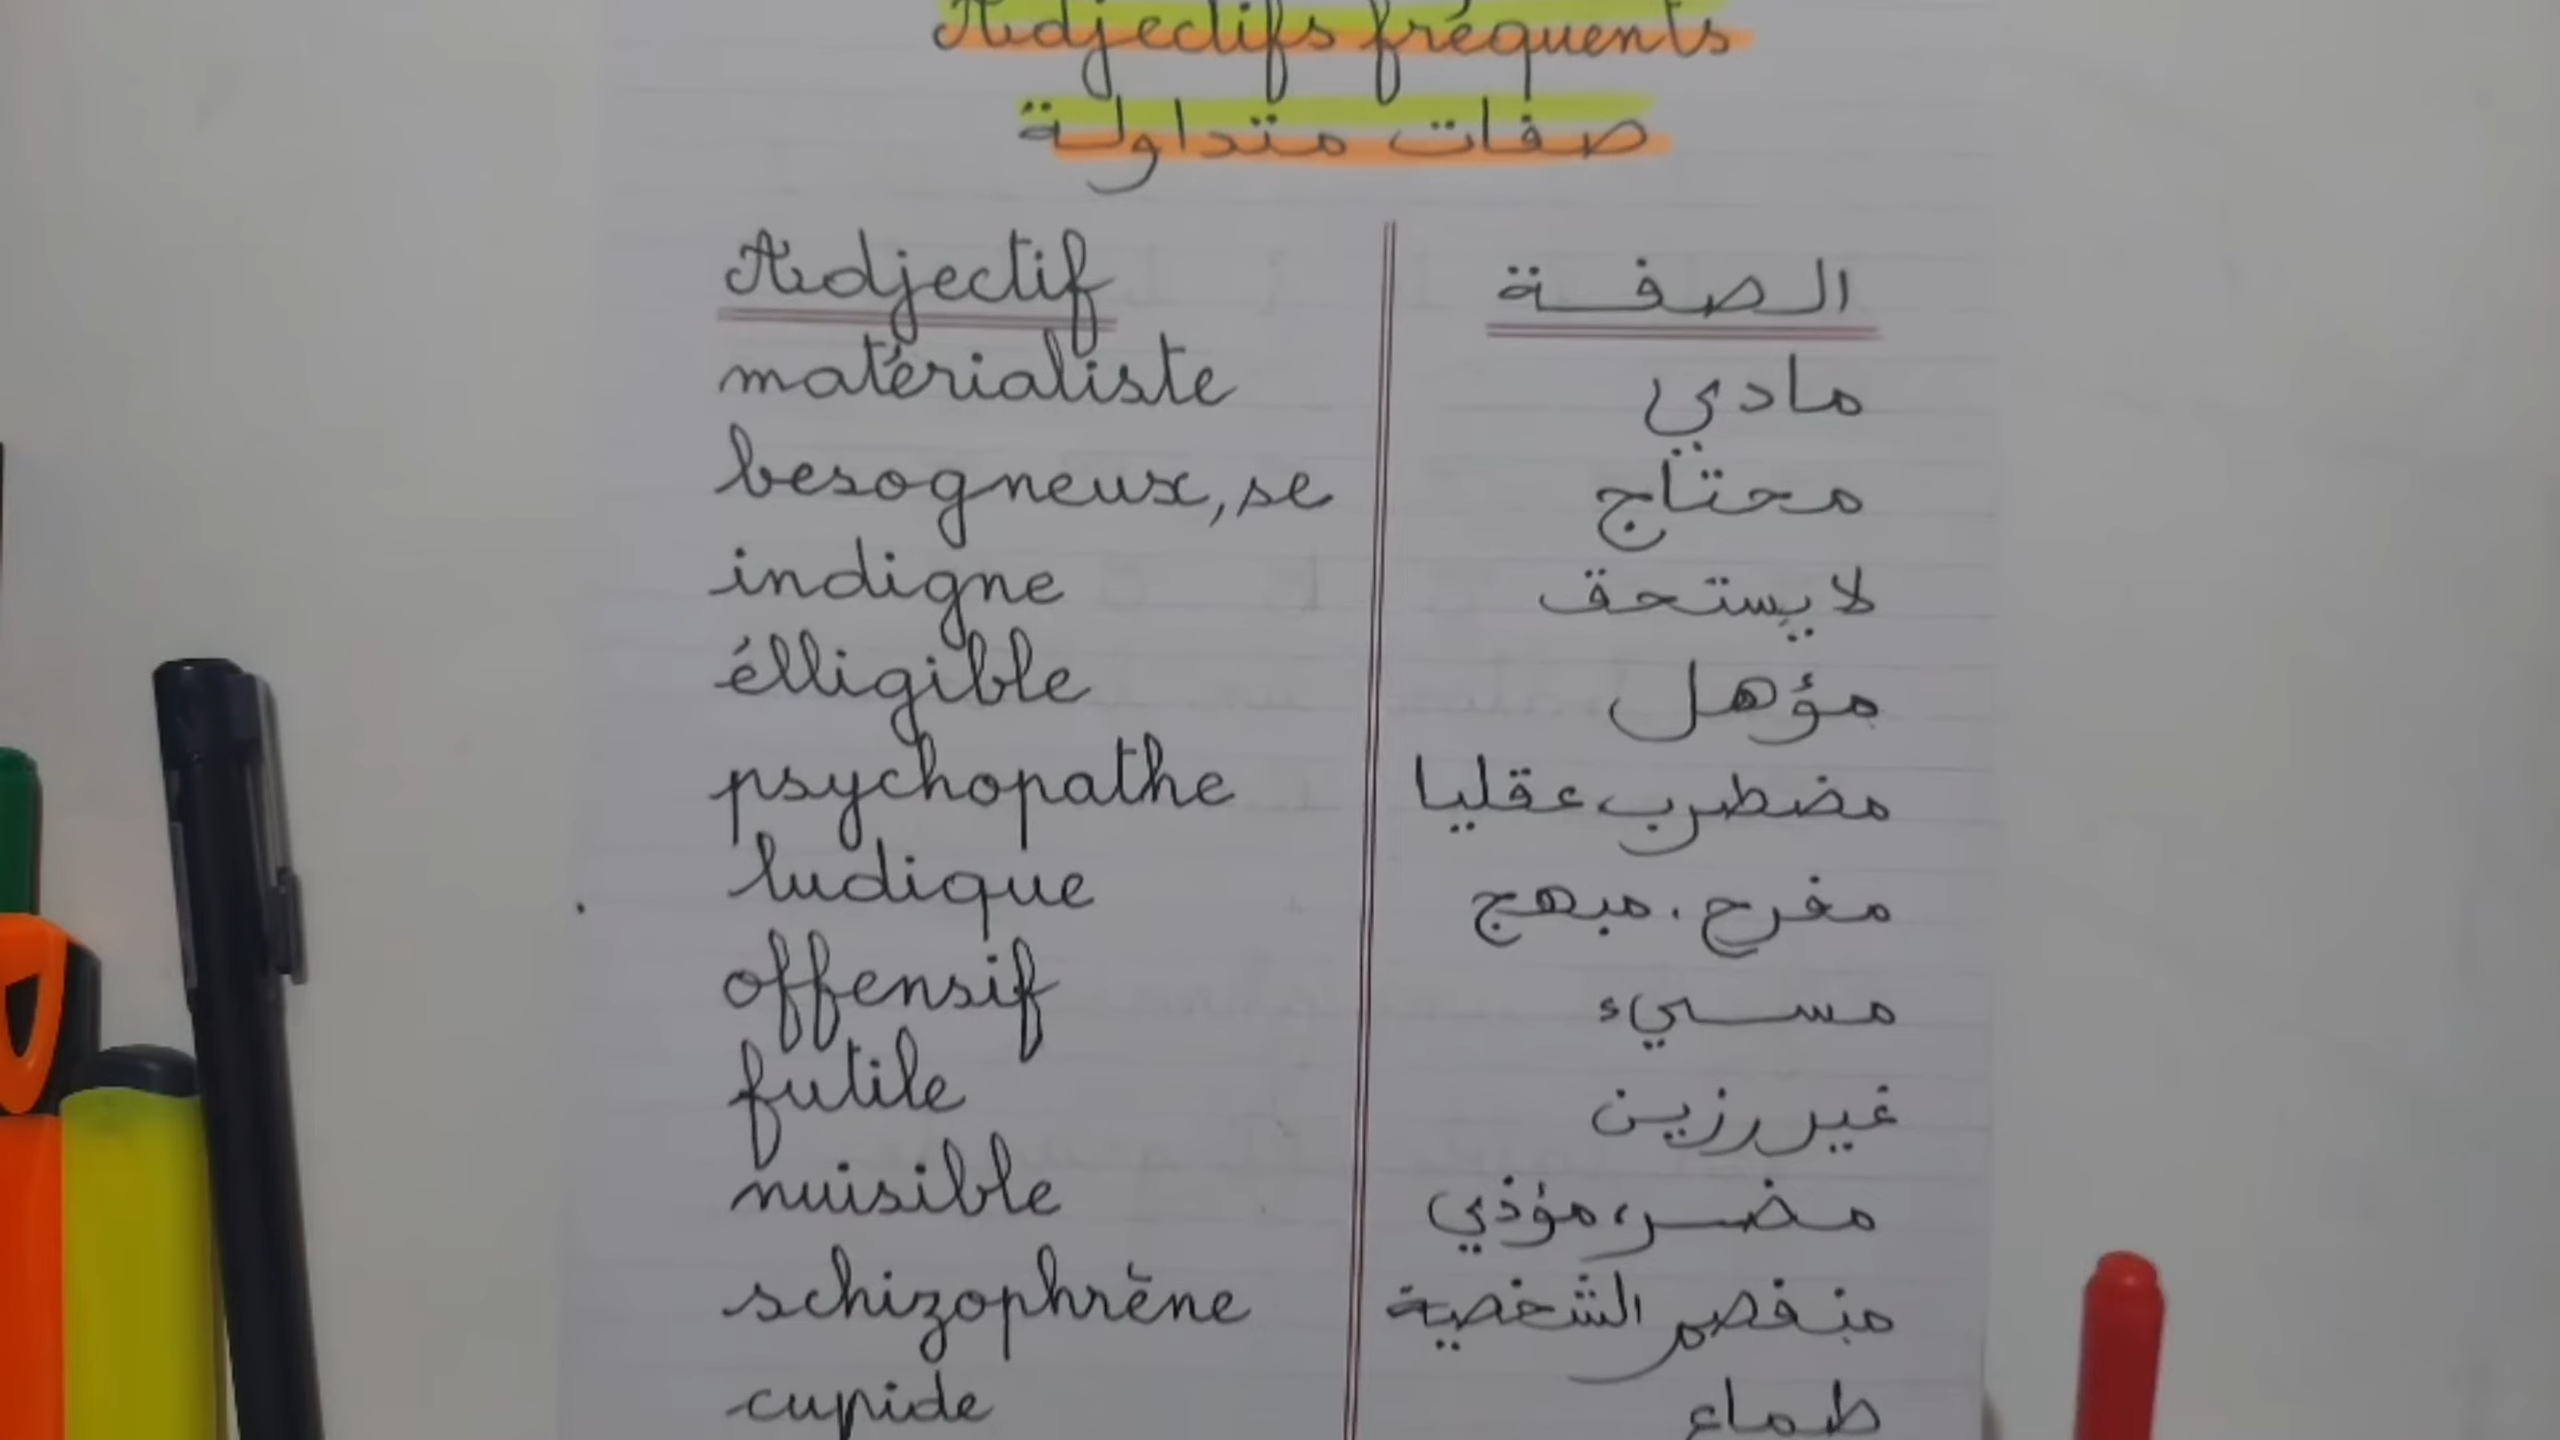 Adjectifs fréquents
صفات متداولة
Adjectif الصفة
matérialiste مادي
besogneux, se محتاج
indigne لا يستحق
élligible مؤهل
psychopathe مضطرب عقليا
ludique مفرح. مبهج
offensif مسيء
futile غير رزين
nuisible مضر، مؤذي
schizophrène منفصم الشخصية
cupide طماع